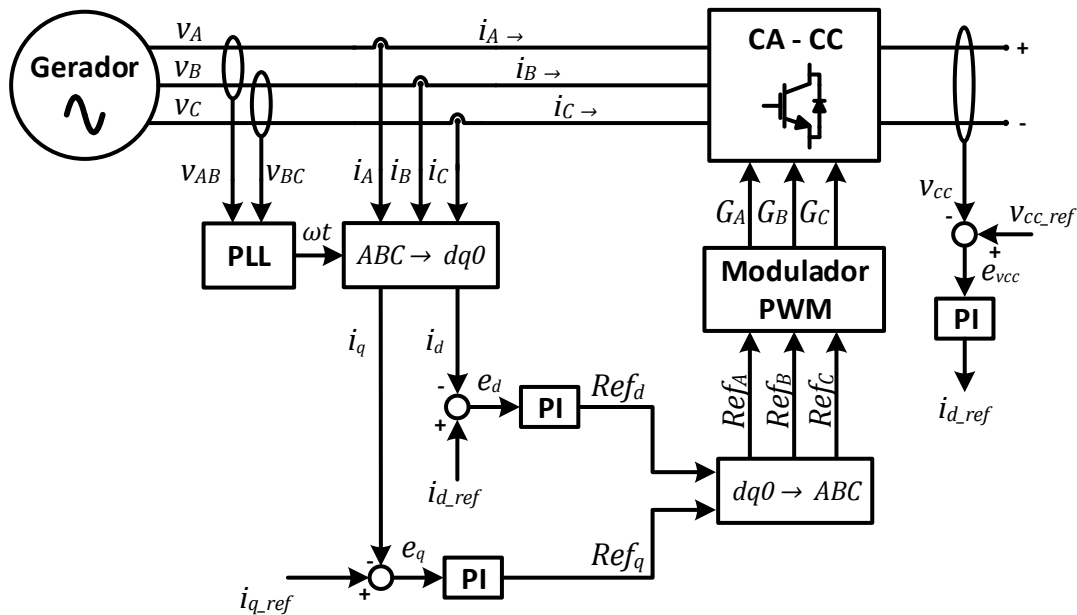 Gerador
v_A
v_B
v_C
i_A →
i_B →
i_C →
CA - CC
+
-
v_AB
v_BC
i_A
i_B
i_C
G_A
G_B
G_C
v_cc
-
v_cc_ref
+
e_vcc
PLL
ωt
ABC → dq0
Modulador
PWM
PI
i_q
i_d
-
e_d
PI
Ref_d
+
i_d_ref
Ref_A
Ref_B
Ref_C
i_d_ref
dq0 → ABC
-
e_q
PI
Ref_q
+
i_q_ref